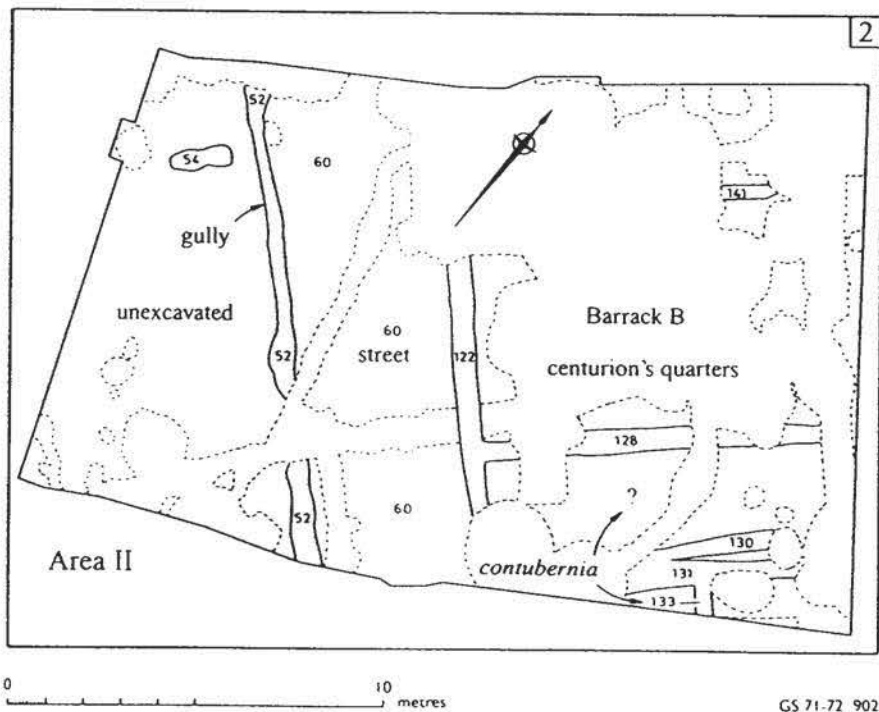 2
52
54
60
gully
141
unexcavated
60
street
52
122
Barrack B
centurion's quarters
128
?
52
60
130
Area II
contubernia
131
133
0 10
metres
GS 71-72 902